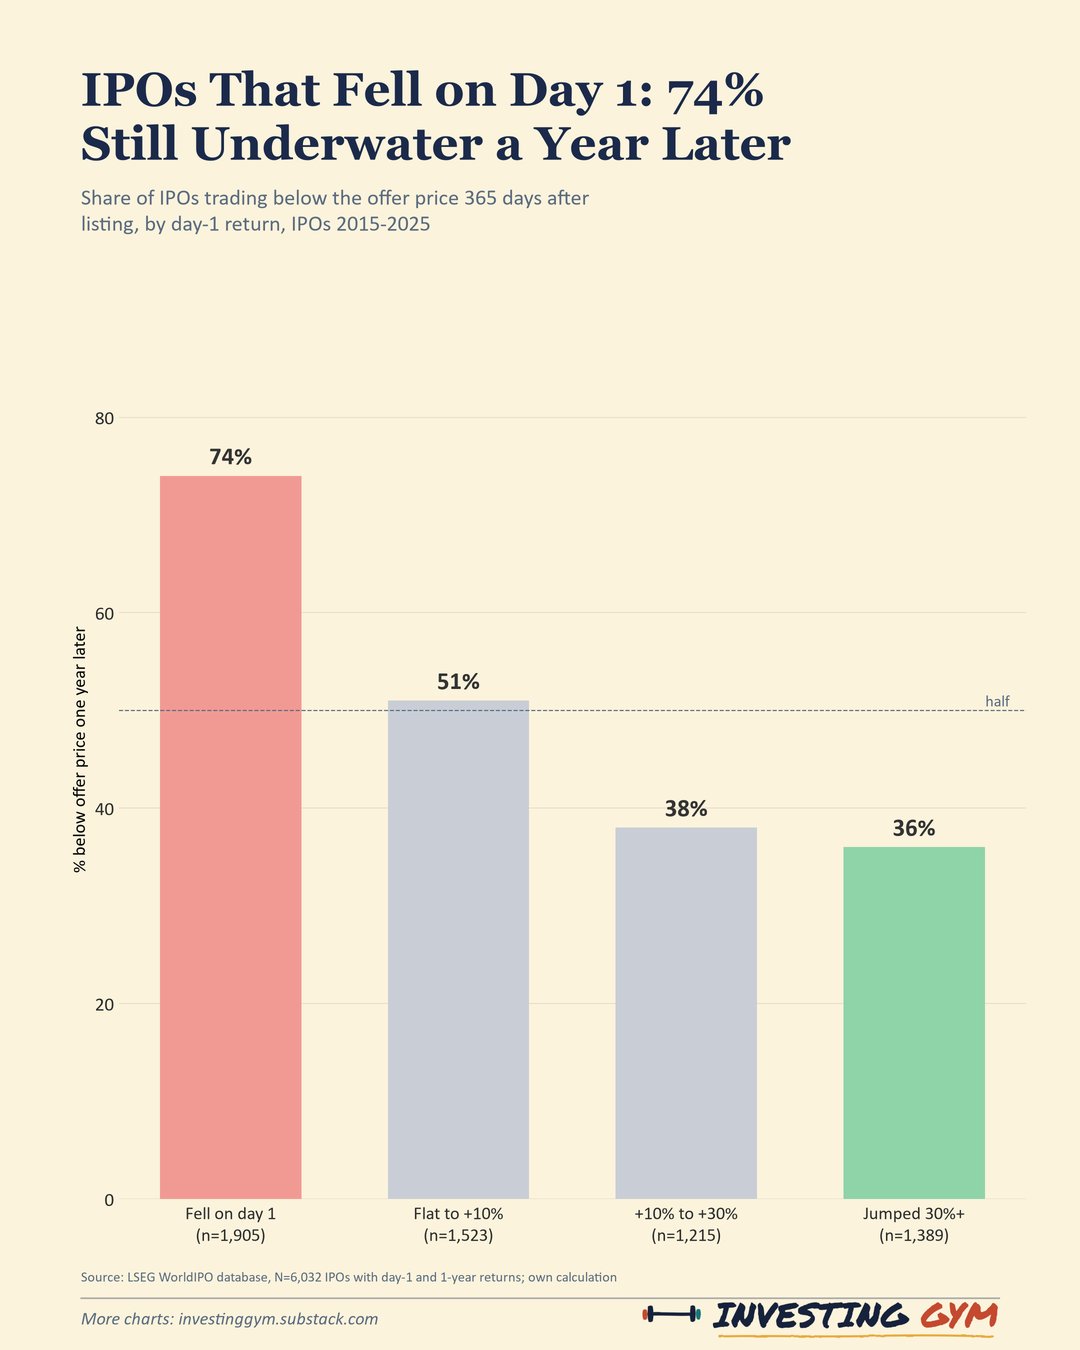 IPOs That Fell on Day 1: 74%
Still Underwater a Year Later
Share of IPOs trading below the offer price 365 days after
listing, by day-1 return, IPOs 2015-2025
80
60
40
20
0
% below offer price one year later
74%
51%
38%
36%
half
Fell on day 1
(n=1,905)
Flat to +10%
(n=1,523)
+10% to +30%
(n=1,215)
Jumped 30%+
(n=1,389)
Source: LSEG WorldIPO database, N=6,032 IPOs with day-1 and 1-year returns; own calculation
More charts: investinggym.substack.com
INVESTING GYM